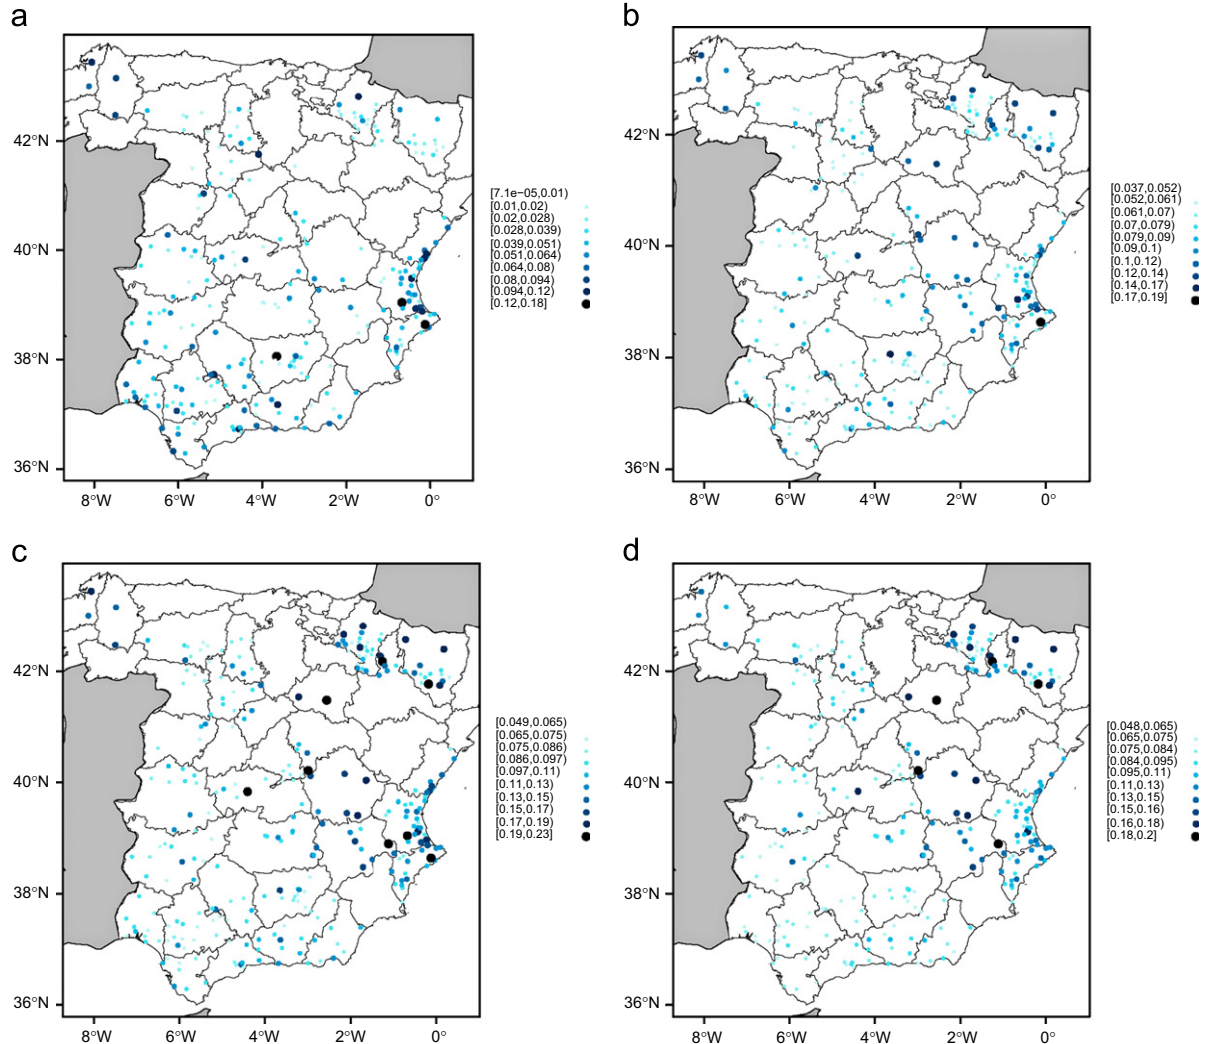 a
42°N
40°N
38°N
36°N
8°W 6°W 4°W 2°W 0°
[7.1e−05,0.01)
[0.01,0.02)
[0.02,0.028)
[0.028,0.039)
[0.039,0.051)
[0.051,0.064)
[0.064,0.08)
[0.08,0.094)
[0.094,0.12)
[0.12,0.18]
b
42°N
40°N
38°N
36°N
8°W 6°W 4°W 2°W 0°
[0.037,0.052)
[0.052,0.061)
[0.061,0.07)
[0.07,0.079)
[0.079,0.09)
[0.09,0.1)
[0.1,0.12)
[0.12,0.14)
[0.14,0.17)
[0.17,0.19]
c
42°N
40°N
38°N
36°N
8°W 6°W 4°W 2°W 0°
[0.049,0.065)
[0.065,0.075)
[0.075,0.086)
[0.086,0.097)
[0.097,0.11)
[0.11,0.13)
[0.13,0.15)
[0.15,0.17)
[0.17,0.19)
[0.19,0.23]
d
42°N
40°N
38°N
36°N
8°W 6°W 4°W 2°W 0°
[0.048,0.065)
[0.065,0.075)
[0.075,0.084)
[0.084,0.095)
[0.095,0.11)
[0.11,0.13)
[0.13,0.15)
[0.15,0.16)
[0.16,0.18)
[0.18,0.2]